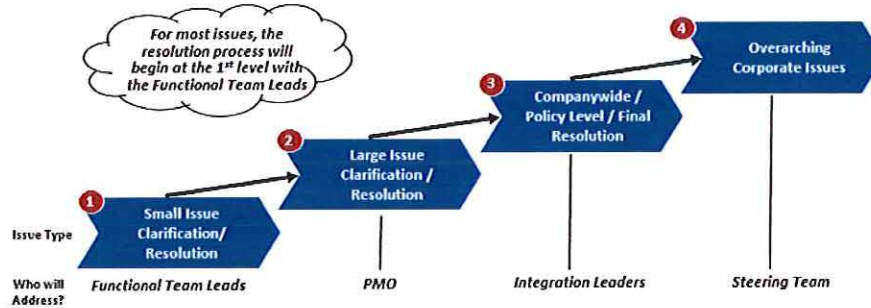 For most issues, the
resolution process will
begin at the 1st level with
the Functional Team Leads
4
Overarching
Corporate Issues
3
Companywide /
Policy Level / Final
Resolution
2
Large Issue
Clarification /
Resolution
1
Small Issue
Clarification/
Resolution
Issue Type
Who will
Address?
Functional Team Leads
PMO
Integration Leaders
Steering Team